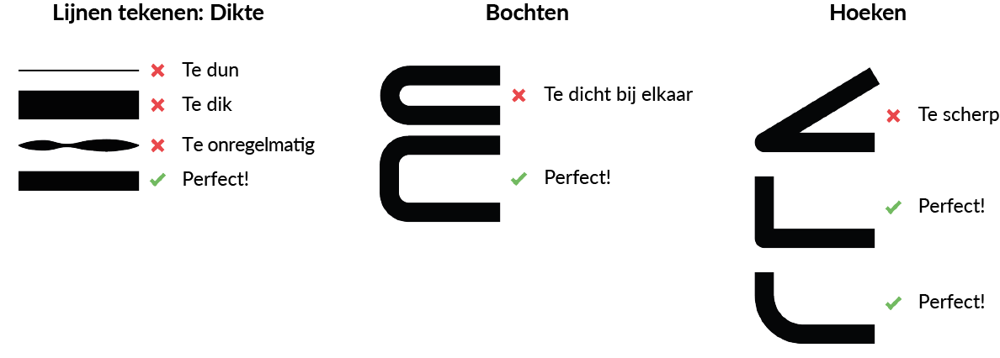 Lijnen tekenen: Dikte
Te dun
Te dik
Te onregelmatig
Perfect!
Bochten
Te dicht bij elkaar
Perfect!
Hoeken
Te scherp
Perfect!
Perfect!